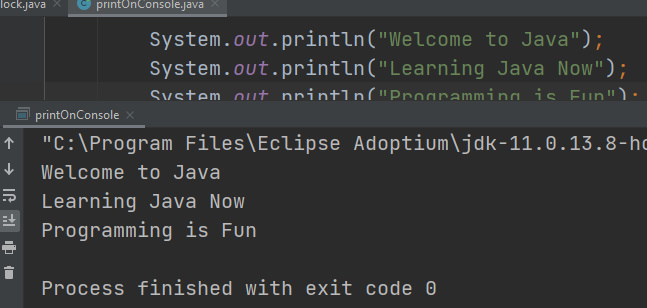 lock.java × printOnConsole.java ×
System.out.println("Welcome to Java");
System.out.println("Learning Java Now");
System.out.println("Programming is Fun");
printOnConsole ×
"C:\Program Files\Eclipse Adoptium\jdk-11.0.13.8-ho
Welcome to Java
Learning Java Now
Programming is Fun
Process finished with exit code 0